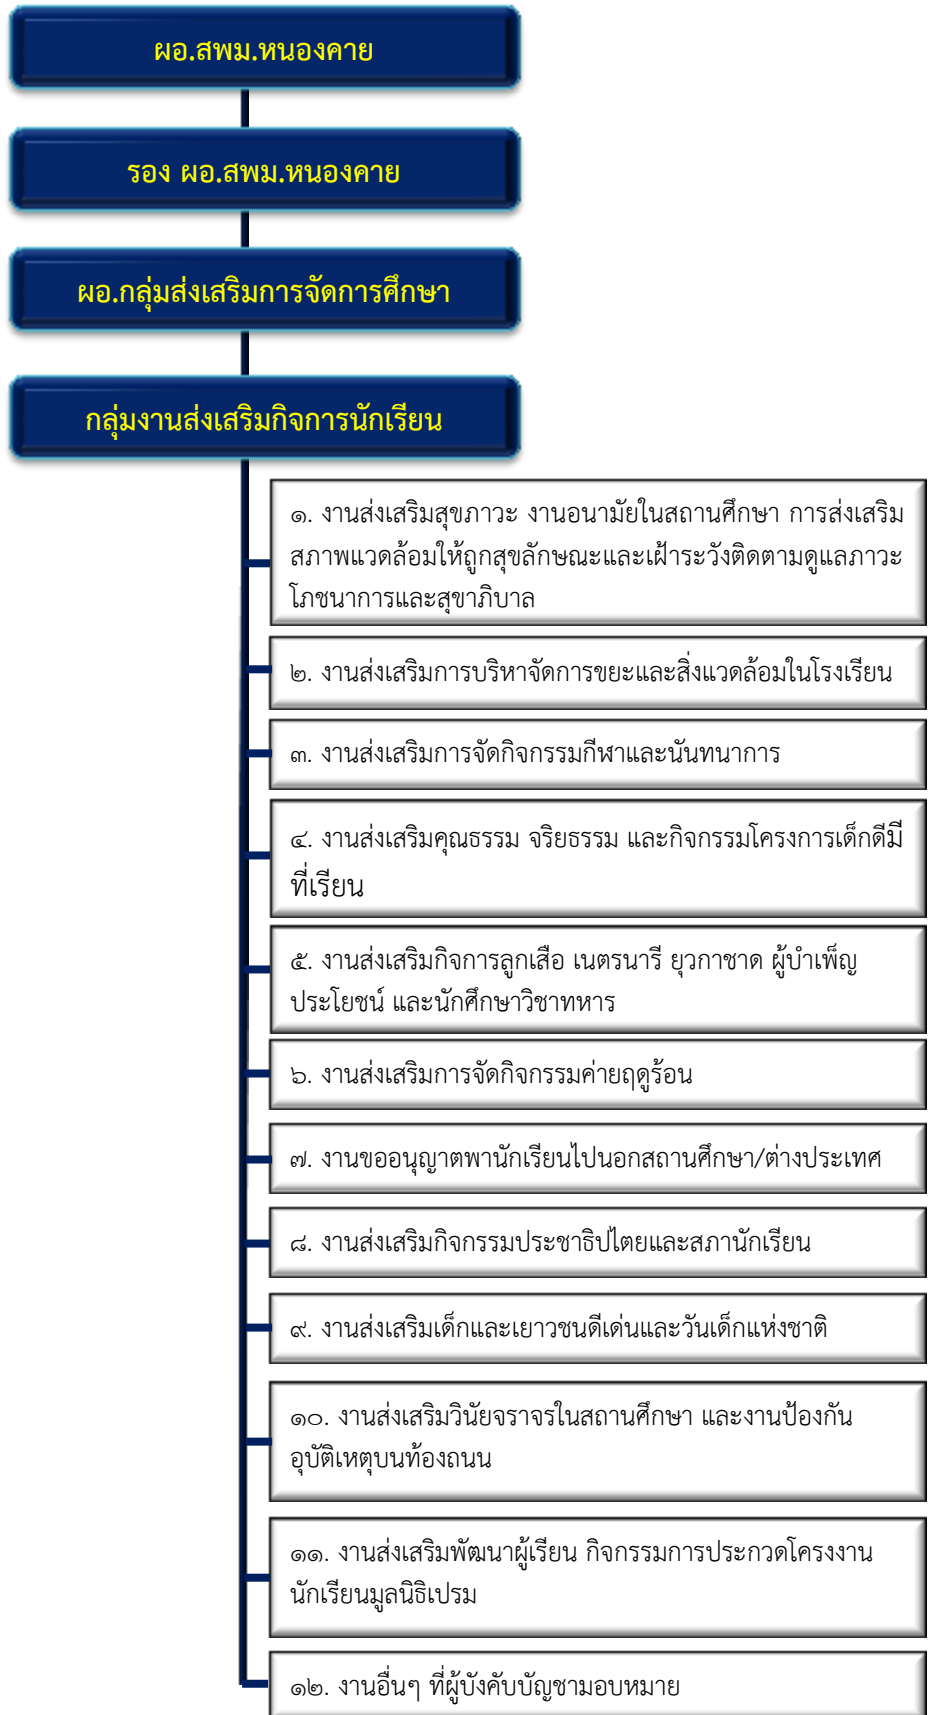 ผอ.สพม.หนองคาย
รอง ผอ.สพม.หนองคาย
ผอ.กลุ่มส่งเสริมการจัดการศึกษา
กลุ่มงานส่งเสริมกิจการนักเรียน
๑. งานส่งเสริมสุขภาวะ งานอนามัยในสถานศึกษา การส่งเสริม
สภาพแวดล้อมให้ถูกสุขลักษณะและเฝ้าระวังติดตามดูแลภาวะ
โภชนาการและสุขาภิบาล
๒. งานส่งเสริมการบริหาจัดการขยะและสิ่งแวดล้อมในโรงเรียน
๓. งานส่งเสริมการจัดกิจกรรมกีฬาและนันทนาการ
๔. งานส่งเสริมคุณธรรม จริยธรรม และกิจกรรมโครงการเด็กดีมี
ที่เรียน
๕. งานส่งเสริมกิจการลูกเสือ เนตรนารี ยุวกาชาด ผู้บำเพ็ญ
ประโยชน์ และนักศึกษาวิชาทหาร
๖. งานส่งเสริมการจัดกิจกรรมค่ายฤดูร้อน
๗. งานขออนุญาตพานักเรียนไปนอกสถานศึกษา/ต่างประเทศ
๘. งานส่งเสริมกิจกรรมประชาธิปไตยและสภานักเรียน
๙. งานส่งเสริมเด็กและเยาวชนดีเด่นและวันเด็กแห่งชาติ
๑๐. งานส่งเสริมวินัยจราจรในสถานศึกษา และงานป้องกัน
อุบัติเหตุบนท้องถนน
๑๑. งานส่งเสริมพัฒนาผู้เรียน กิจกรรมการประกวดโครงงาน
นักเรียนมูลนิธิเปรม
๑๒. งานอื่นๆ ที่ผู้บังคับบัญชามอบหมาย